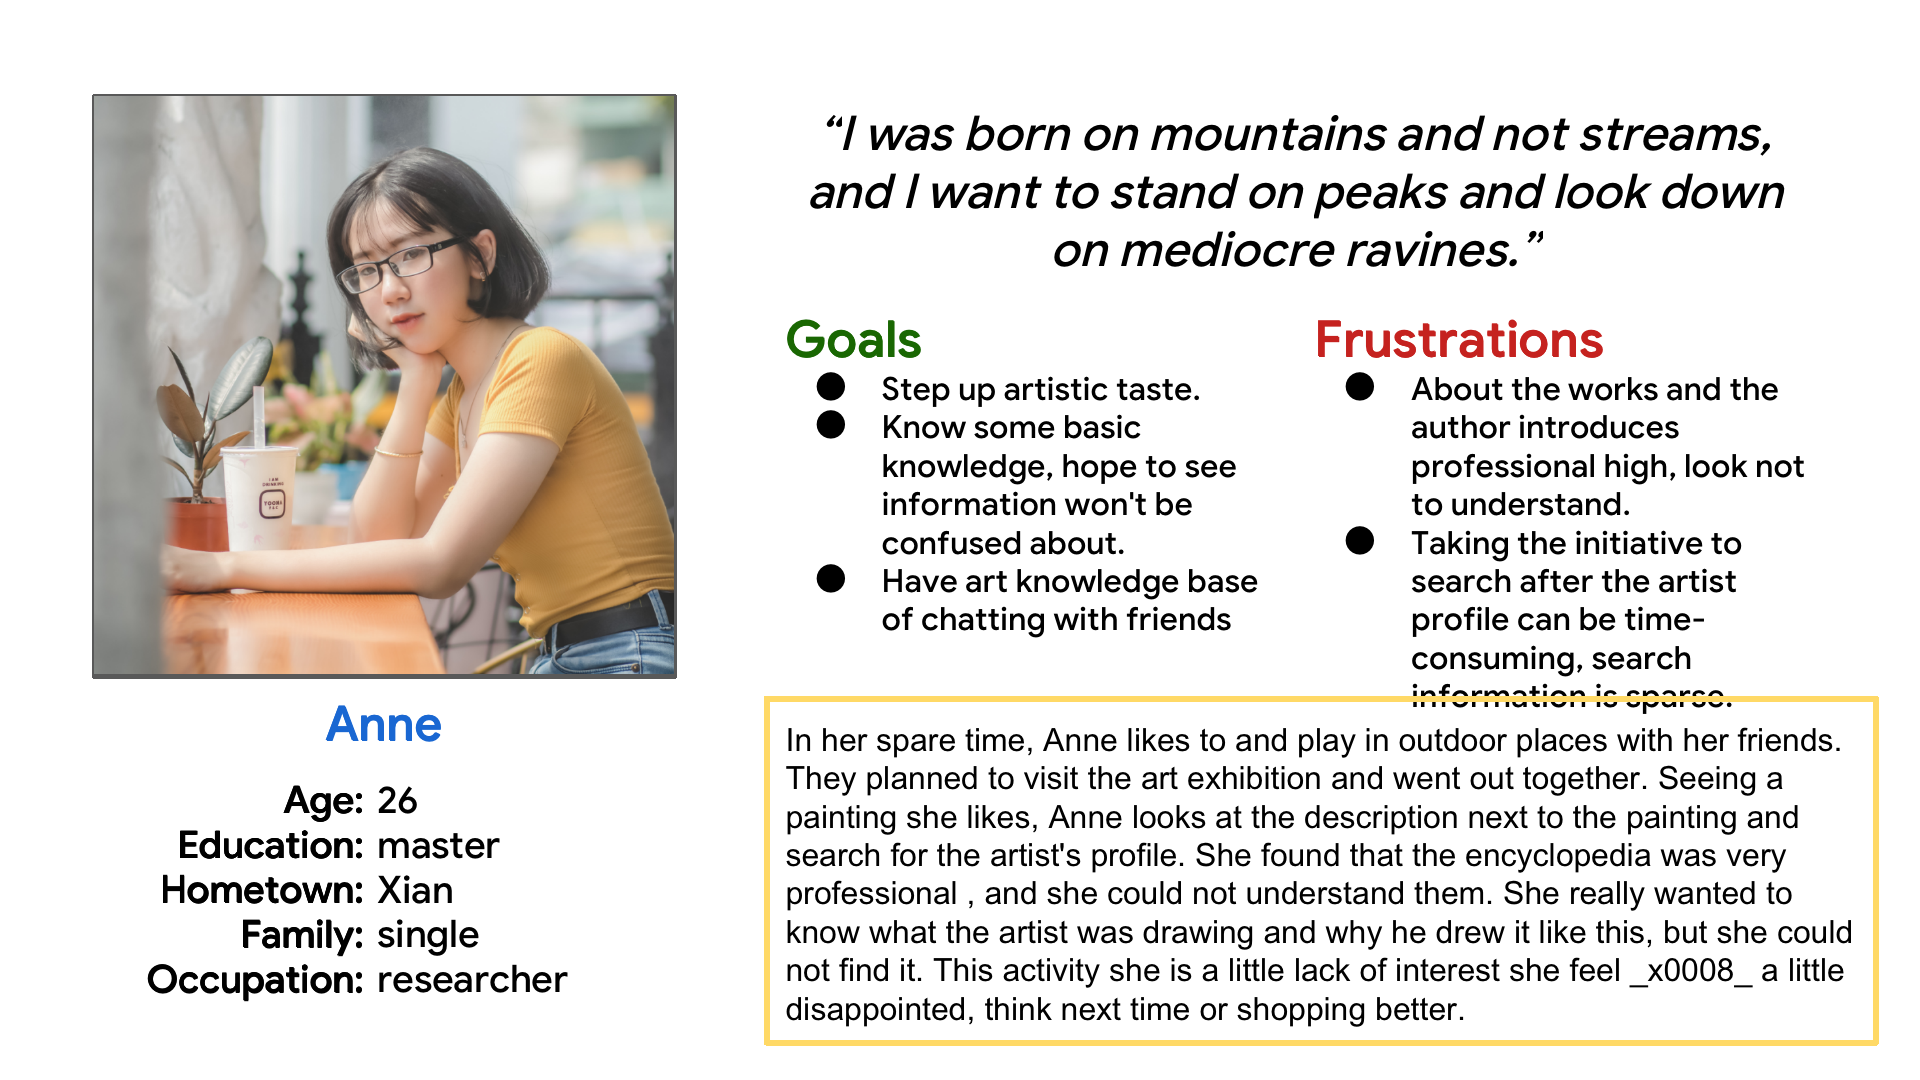 “I was born on mountains and not streams,
and I want to stand on peaks and look down
on mediocre ravines.”
Goals
● Step up artistic taste.
● Know some basic
knowledge, hope to see
information won't be
confused about.
● Have art knowledge base
of chatting with friends
Frustrations
● About the works and the
author introduces
professional high, look not
to understand.
● Taking the initiative to
search after the artist
profile can be time-
consuming, search
information is sparse.
I AM
YOOBA
Anne
Age: 26
Education: master
Hometown: Xian
Family: single
Occupation: researcher
In her spare time, Anne likes to and play in outdoor places with her friends.
They planned to visit the art exhibition and went out together. Seeing a
painting she likes, Anne looks at the description next to the painting and
search for the artist's profile. She found that the encyclopedia was very
professional , and she could not understand them. She really wanted to
know what the artist was drawing and why he drew it like this, but she could
not find it. This activity she is a little lack of interest she feel _x0008_ a little
disappointed, think next time or shopping better.